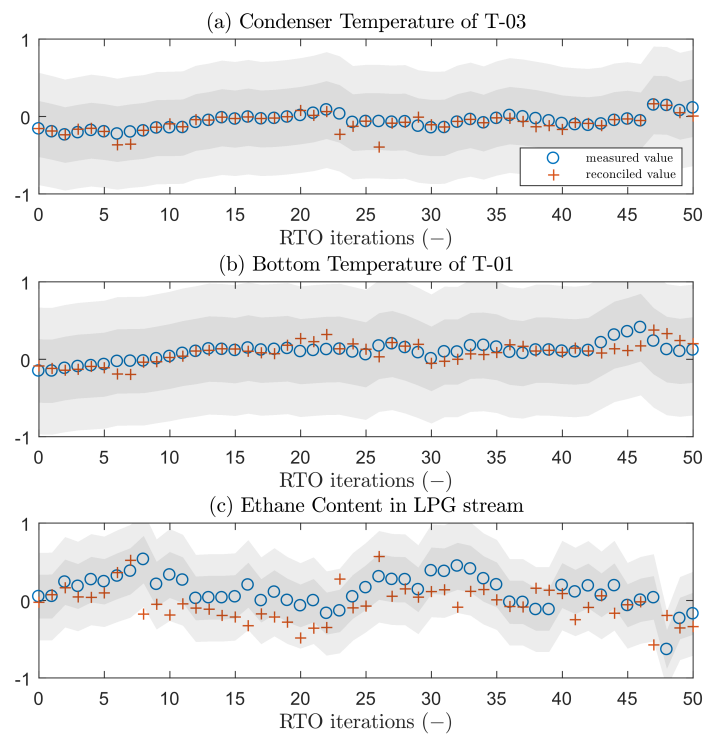 (a) Condenser Temperature of T-03
1
0
-1
measured value
reconciled value
0 5 10 15 20 25 30 35 40 45 50
RTO iterations (−)
(b) Bottom Temperature of T-01
1
0
-1
0 5 10 15 20 25 30 35 40 45 50
RTO iterations (−)
(c) Ethane Content in LPG stream
1
0
-1
0 5 10 15 20 25 30 35 40 45 50
RTO iterations (−)